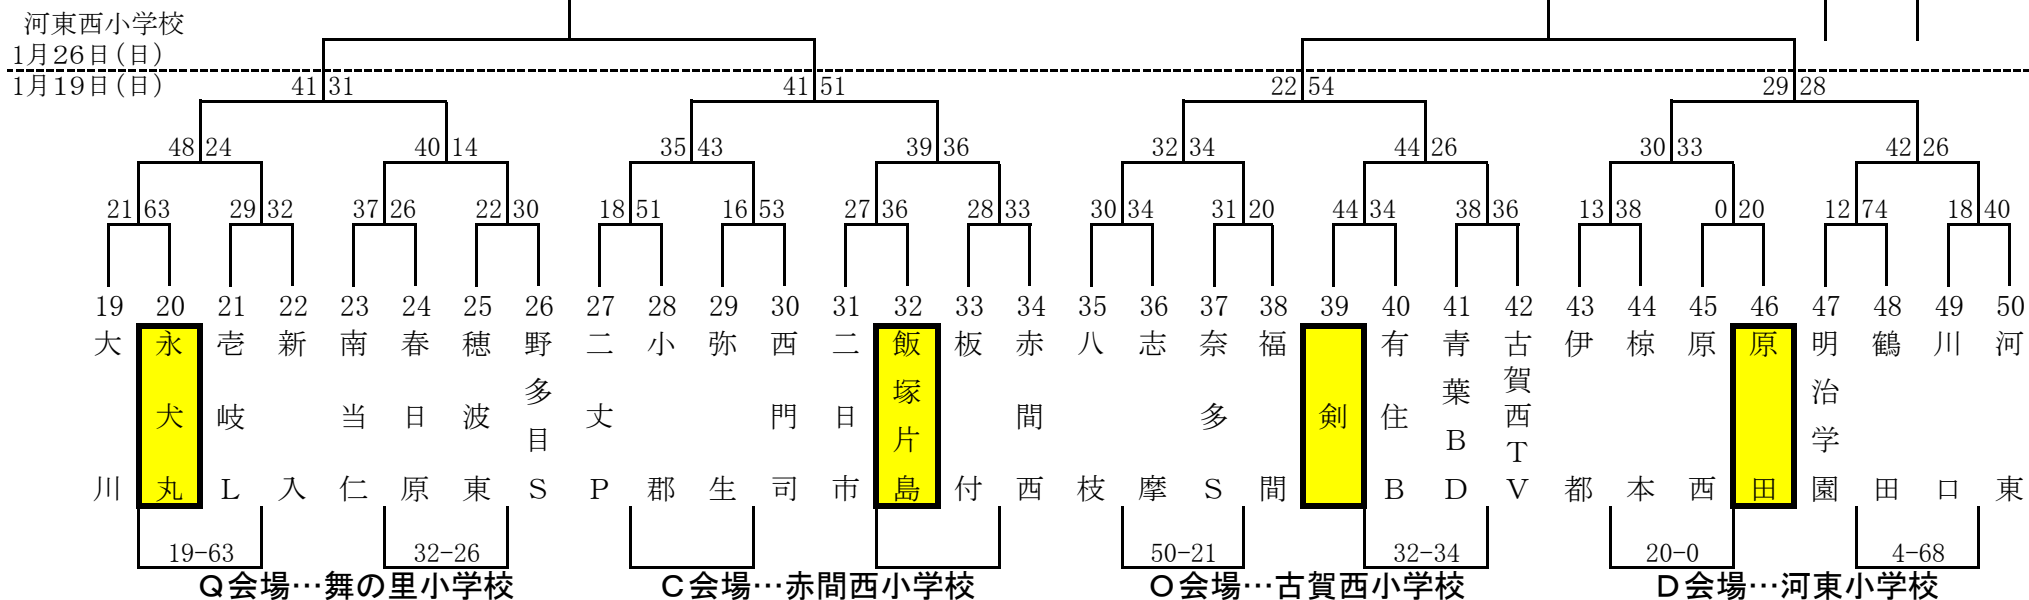 河東西小学校
1月26日(日)
1月19日(日)
41 31 41 51 22 54 29 28
48 24 40 14 35 43 39 36 32 34 44 26 30 33 42 26
21 63 29 32 37 26 22 30 18 51 16 53 27 36 28 33 30 34 31 20 44 34 38 36 13 38 0 20 12 74 18 40
19 20 21 22 23 24 25 26 27 28 29 30 31 32 33 34 35 36 37 38 39 40 41 42 43 44 45 46 47 48 49 50
大川
永犬丸
壱岐L
新入
南当仁
春日原
穂波東
野多目S
二丈P
小郡
弥生
西門司
二日市
飯塚片島
板付
赤間西
八枝
志摩
奈多S
福間
剣
有住B
青葉BD
古賀西TV
伊都
椋本
原西
原田
明治学園
鶴田
川口
河東
19-63 32-26 50-21 32-34 20-0 4-68
Q会場…舞の里小学校 C会場…赤間西小学校 O会場…古賀西小学校 D会場…河東小学校